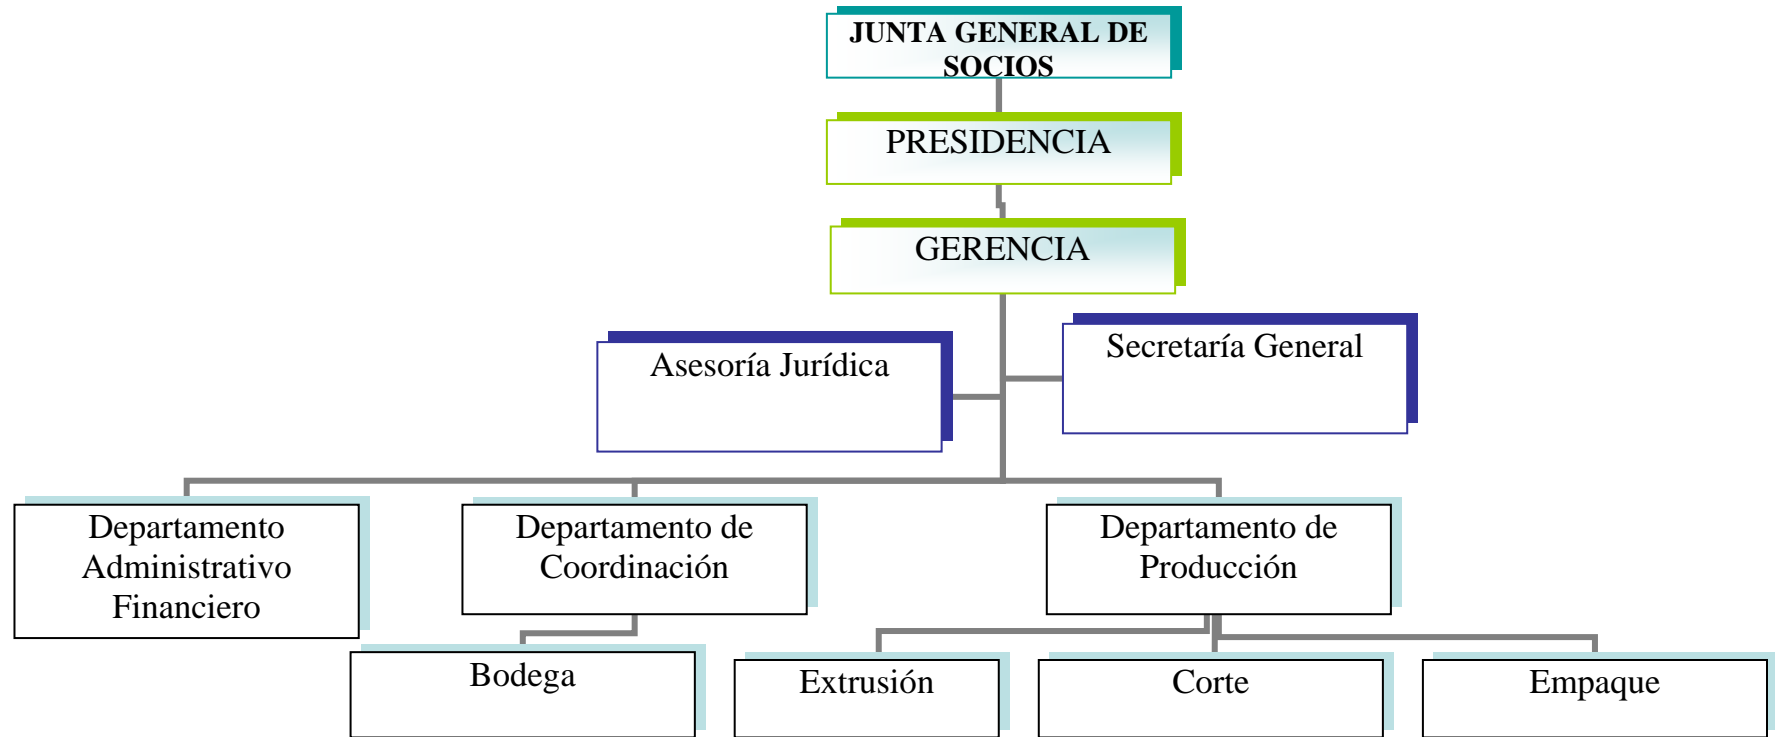 JUNTA GENERAL DE
SOCIOS
PRESIDENCIA
GERENCIA
Asesoría Jurídica
Secretaría General
Departamento
Administrativo
Financiero
Departamento de
Coordinación
Departamento de
Producción
Bodega
Extrusión
Corte
Empaque